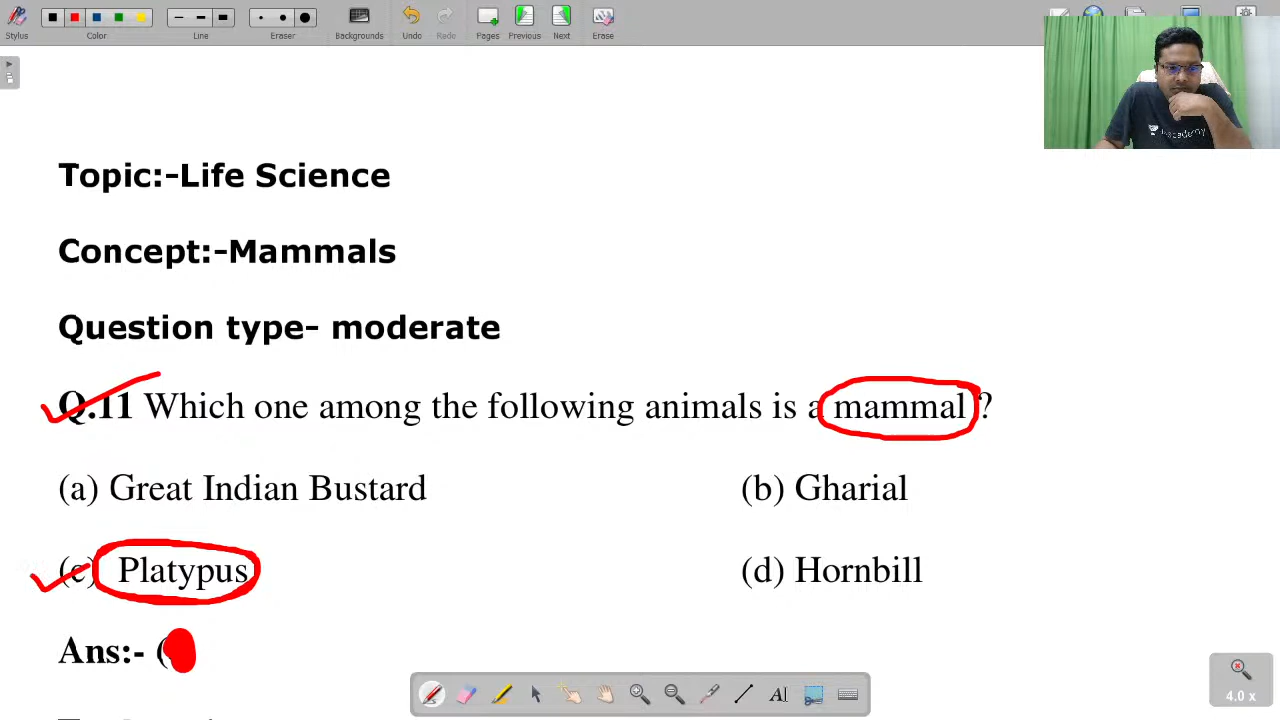 Stylus
Color
Line
Eraser
Backgrounds
Undo
Redo
Pages
Previous
Next
Erase
Topic:-Life Science
Concept:-Mammals
Question type- moderate
Q.11 Which one among the following animals is a mammal ?
(a) Great Indian Bustard
(b) Gharial
(c) Platypus
(d) Hornbill
Ans:- (
4.0 x